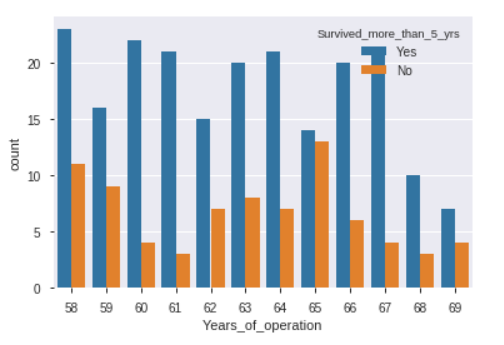 Survived_more_than_5_yrs
Yes
No
20
15
10
5
0
count
58 59 60 61 62 63 64 65 66 67 68 69
Years_of_operation